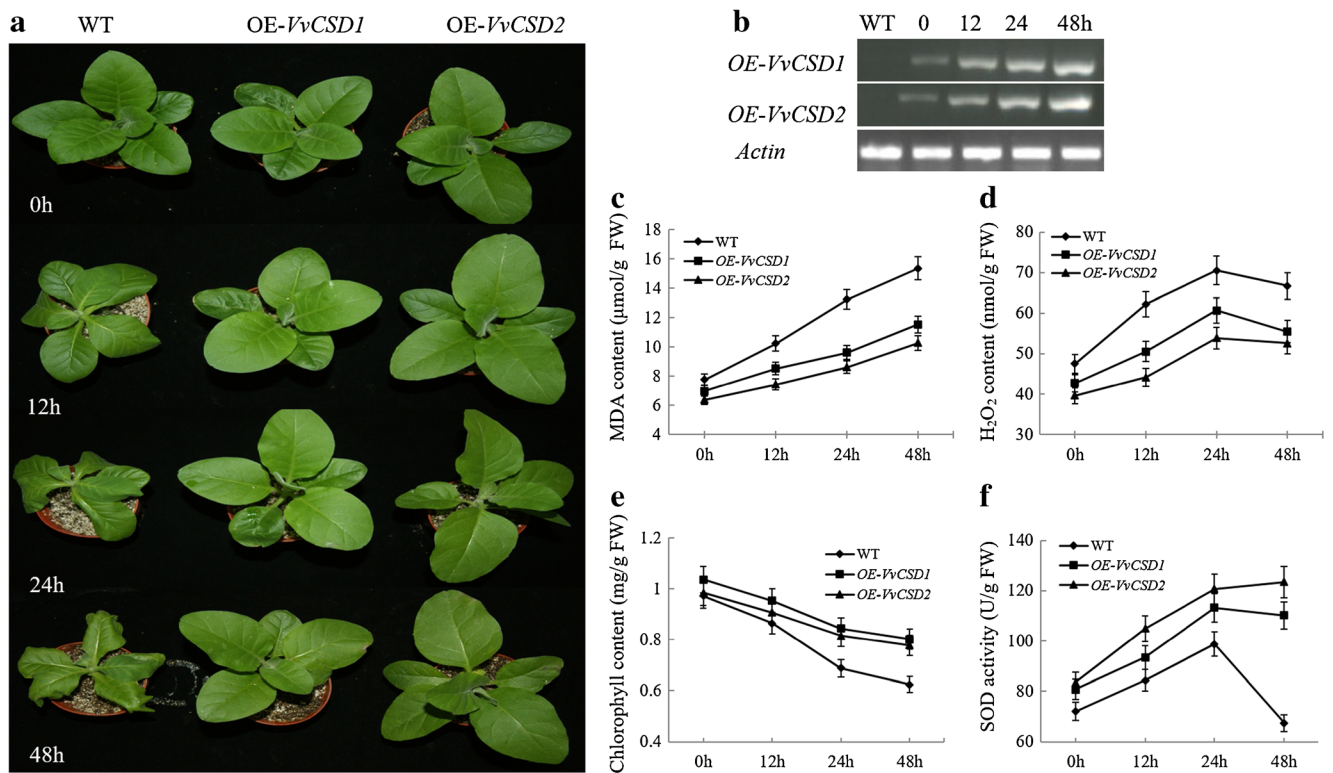 a
WT OE-VvCSD1 OE-VvCSD2
0h
12h
24h
48h
b
WT 0 12 24 48h
OE-VvCSD1
OE-VvCSD2
Actin
c
MDA content (μmol/g FW)
18
16
14
12
10
8
6
4
WT
OE-VvCSD1
OE-VvCSD2
0h 12h 24h 48h
d
H₂O₂ content (nmol/g FW)
80
70
60
50
40
30
WT
OE-VvCSD1
OE-VvCSD2
0h 12h 24h 48h
e
Chlorophyll content (mg/g FW)
1.2
1
0.8
0.6
0.4
WT
OE-VvCSD1
OE-VvCSD2
0h 12h 24h 48h
f
SOD activity (U/g FW)
140
120
100
80
60
WT
OE-VvCSD1
OE-VvCSD2
0h 12h 24h 48h